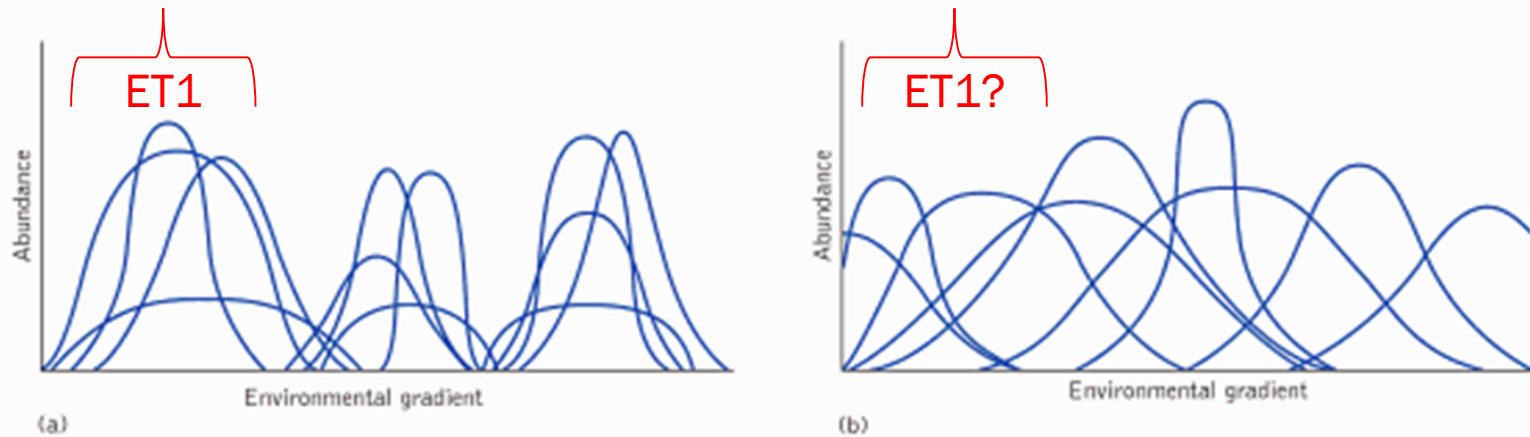 ET1
Abundance
Environmental gradient
(a)
ET1?
Abundance
Environmental gradient
(b)